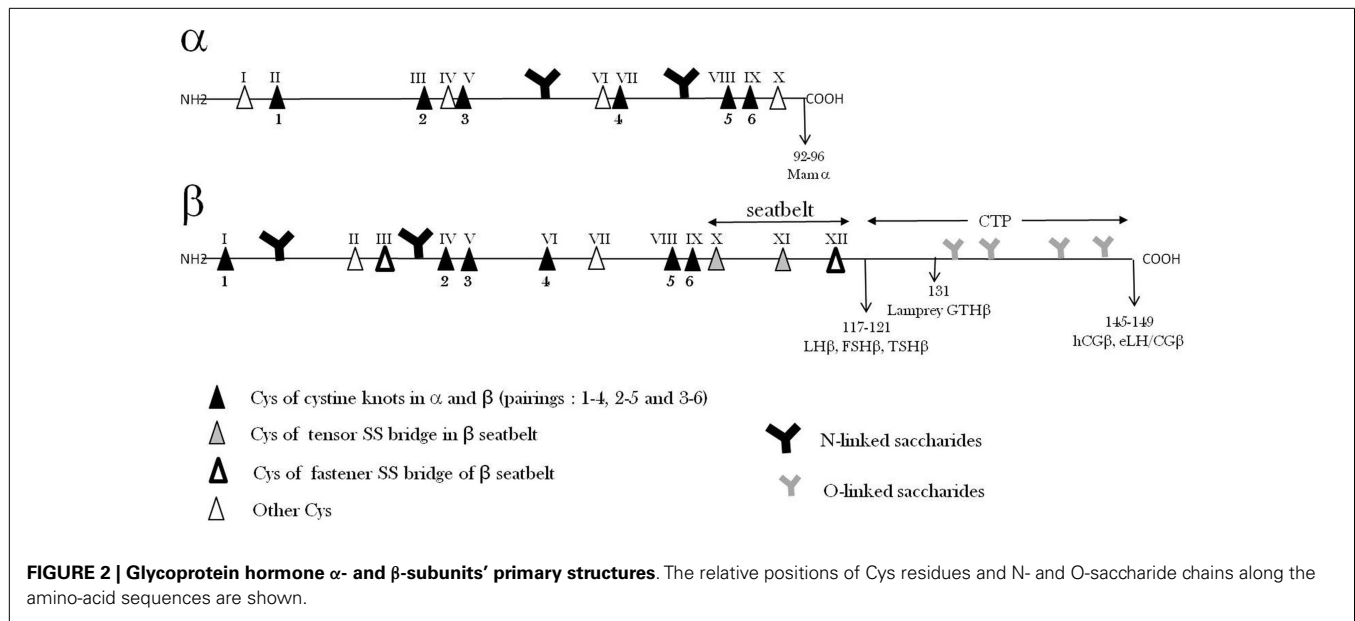 α
I II III IV V VI VII VIII IX X
NH2 COOH
1 2 3 4 5 6
92-96
Mam α
β
seatbelt CTP
I II III IV V VI VII VIII IX X XI XII
NH2 COOH
1 2 3 4 5 6
131
Lamprey GTHβ
117-121
LHβ, FSHβ, TSHβ
145-149
hCGβ, eLH/CGβ
Cys of cystine knots in α and β (pairings : 1-4, 2-5 and 3-6)
Cys of tensor SS bridge in β seatbelt
Cys of fastener SS bridge of β seatbelt
Other Cys
N-linked saccharides
O-linked saccharides
FIGURE 2 | Glycoprotein hormone α- and β-subunits’ primary structures. The relative positions of Cys residues and N- and O-saccharide chains along the
amino-acid sequences are shown.